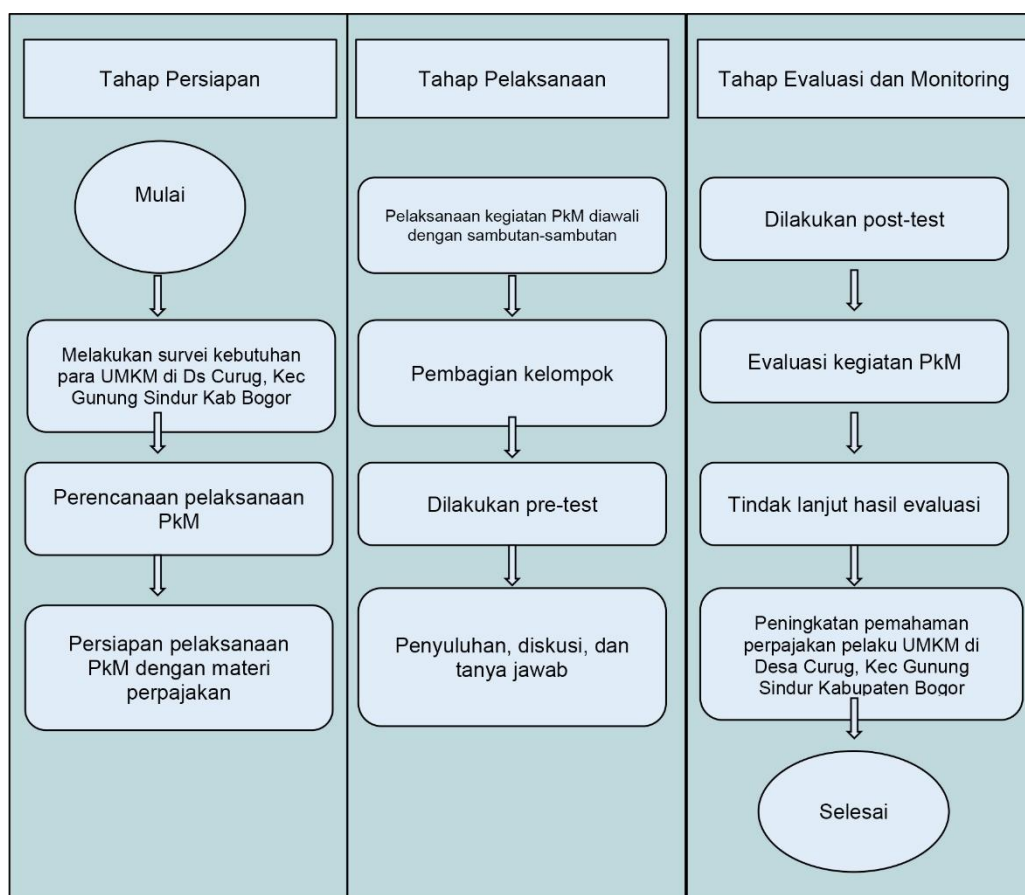 Tahap Persiapan
Mulai
Melakukan survei kebutuhan
para UMKM di Ds Curug, Kec
Gunung Sindur Kab Bogor
Perencanaan pelaksanaan
PkM
Persiapan pelaksanaan
PkM dengan materi
perpajakan
Tahap Pelaksanaan
Pelaksanaan kegiatan PkM diawali
dengan sambutan-sambutan
Pembagian kelompok
Dilakukan pre-test
Penyuluhan, diskusi, dan
tanya jawab
Tahap Evaluasi dan Monitoring
Dilakukan post-test
Evaluasi kegiatan PkM
Tindak lanjut hasil evaluasi
Peningkatan pemahaman
perpajakan pelaku UMKM di
Desa Curug, Kec Gunung
Sindur Kabupaten Bogor
Selesai